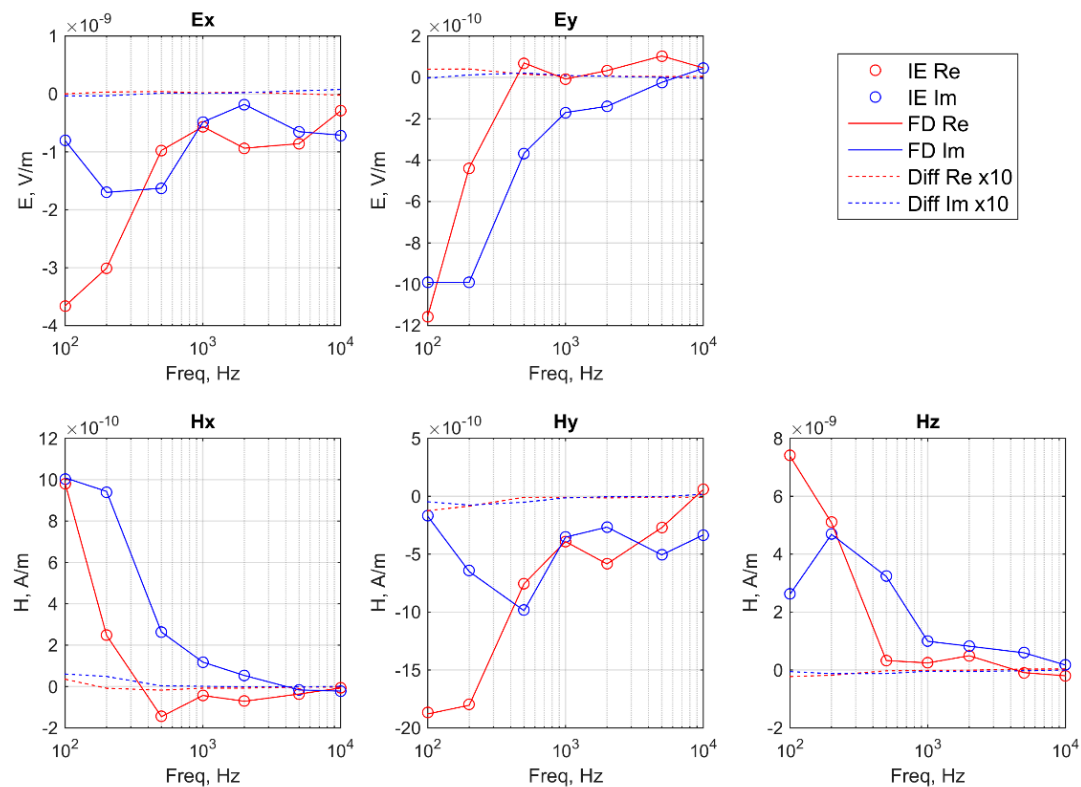 Ex
×10⁻⁹
1
0
-1
-2
-3
-4
E, V/m
10² 10³ 10⁴
Freq, Hz
Ey
×10⁻¹⁰
2
0
-2
-4
-6
-8
-10
-12
E, V/m
10² 10³ 10⁴
Freq, Hz
IE Re
IE Im
FD Re
FD Im
Diff Re x10
Diff Im x10
Hx
×10⁻¹⁰
12
10
8
6
4
2
0
-2
H, A/m
10² 10³ 10⁴
Freq, Hz
Hy
×10⁻¹⁰
5
0
-5
-10
-15
-20
H, A/m
10² 10³ 10⁴
Freq, Hz
Hz
×10⁻⁹
8
6
4
2
0
-2
H, A/m
10² 10³ 10⁴
Freq, Hz